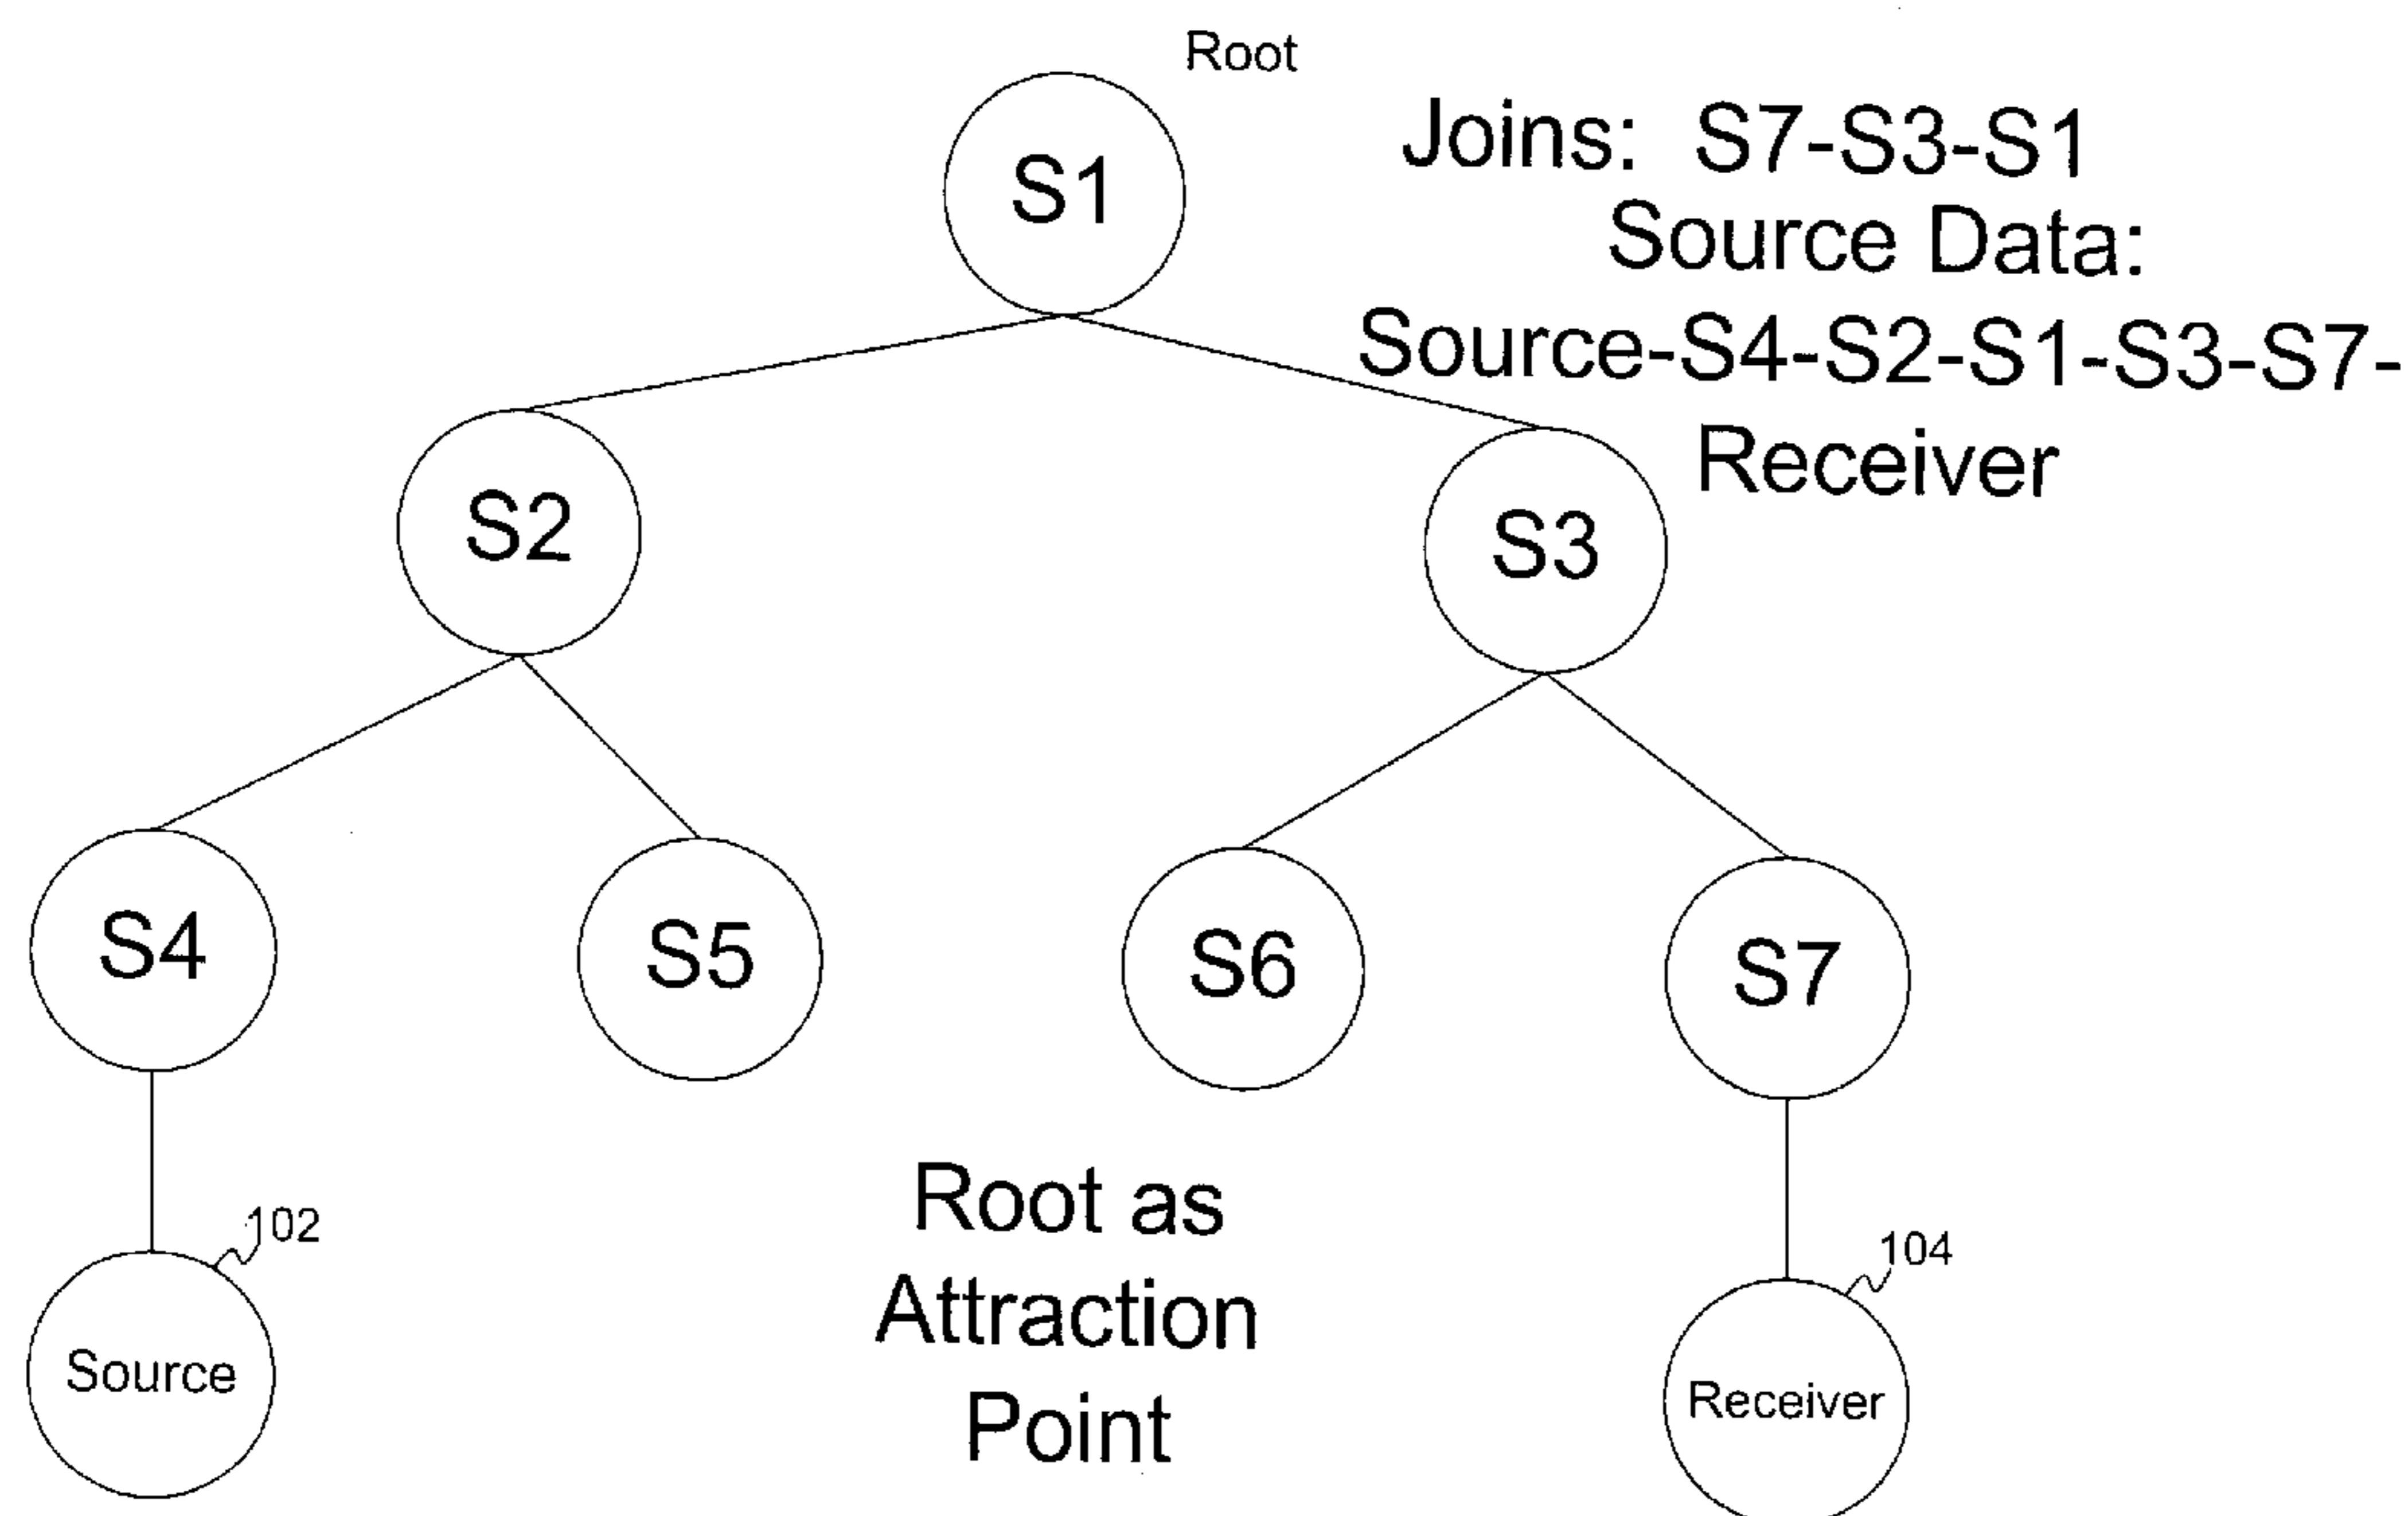 Root
S1
Joins: S7-S3-S1
Source Data:
Source-S4-S2-S1-S3-S7-
Receiver
S2
S3
S4
S5
S6
S7
Root as
Attraction
Point
102
Source
104
Receiver